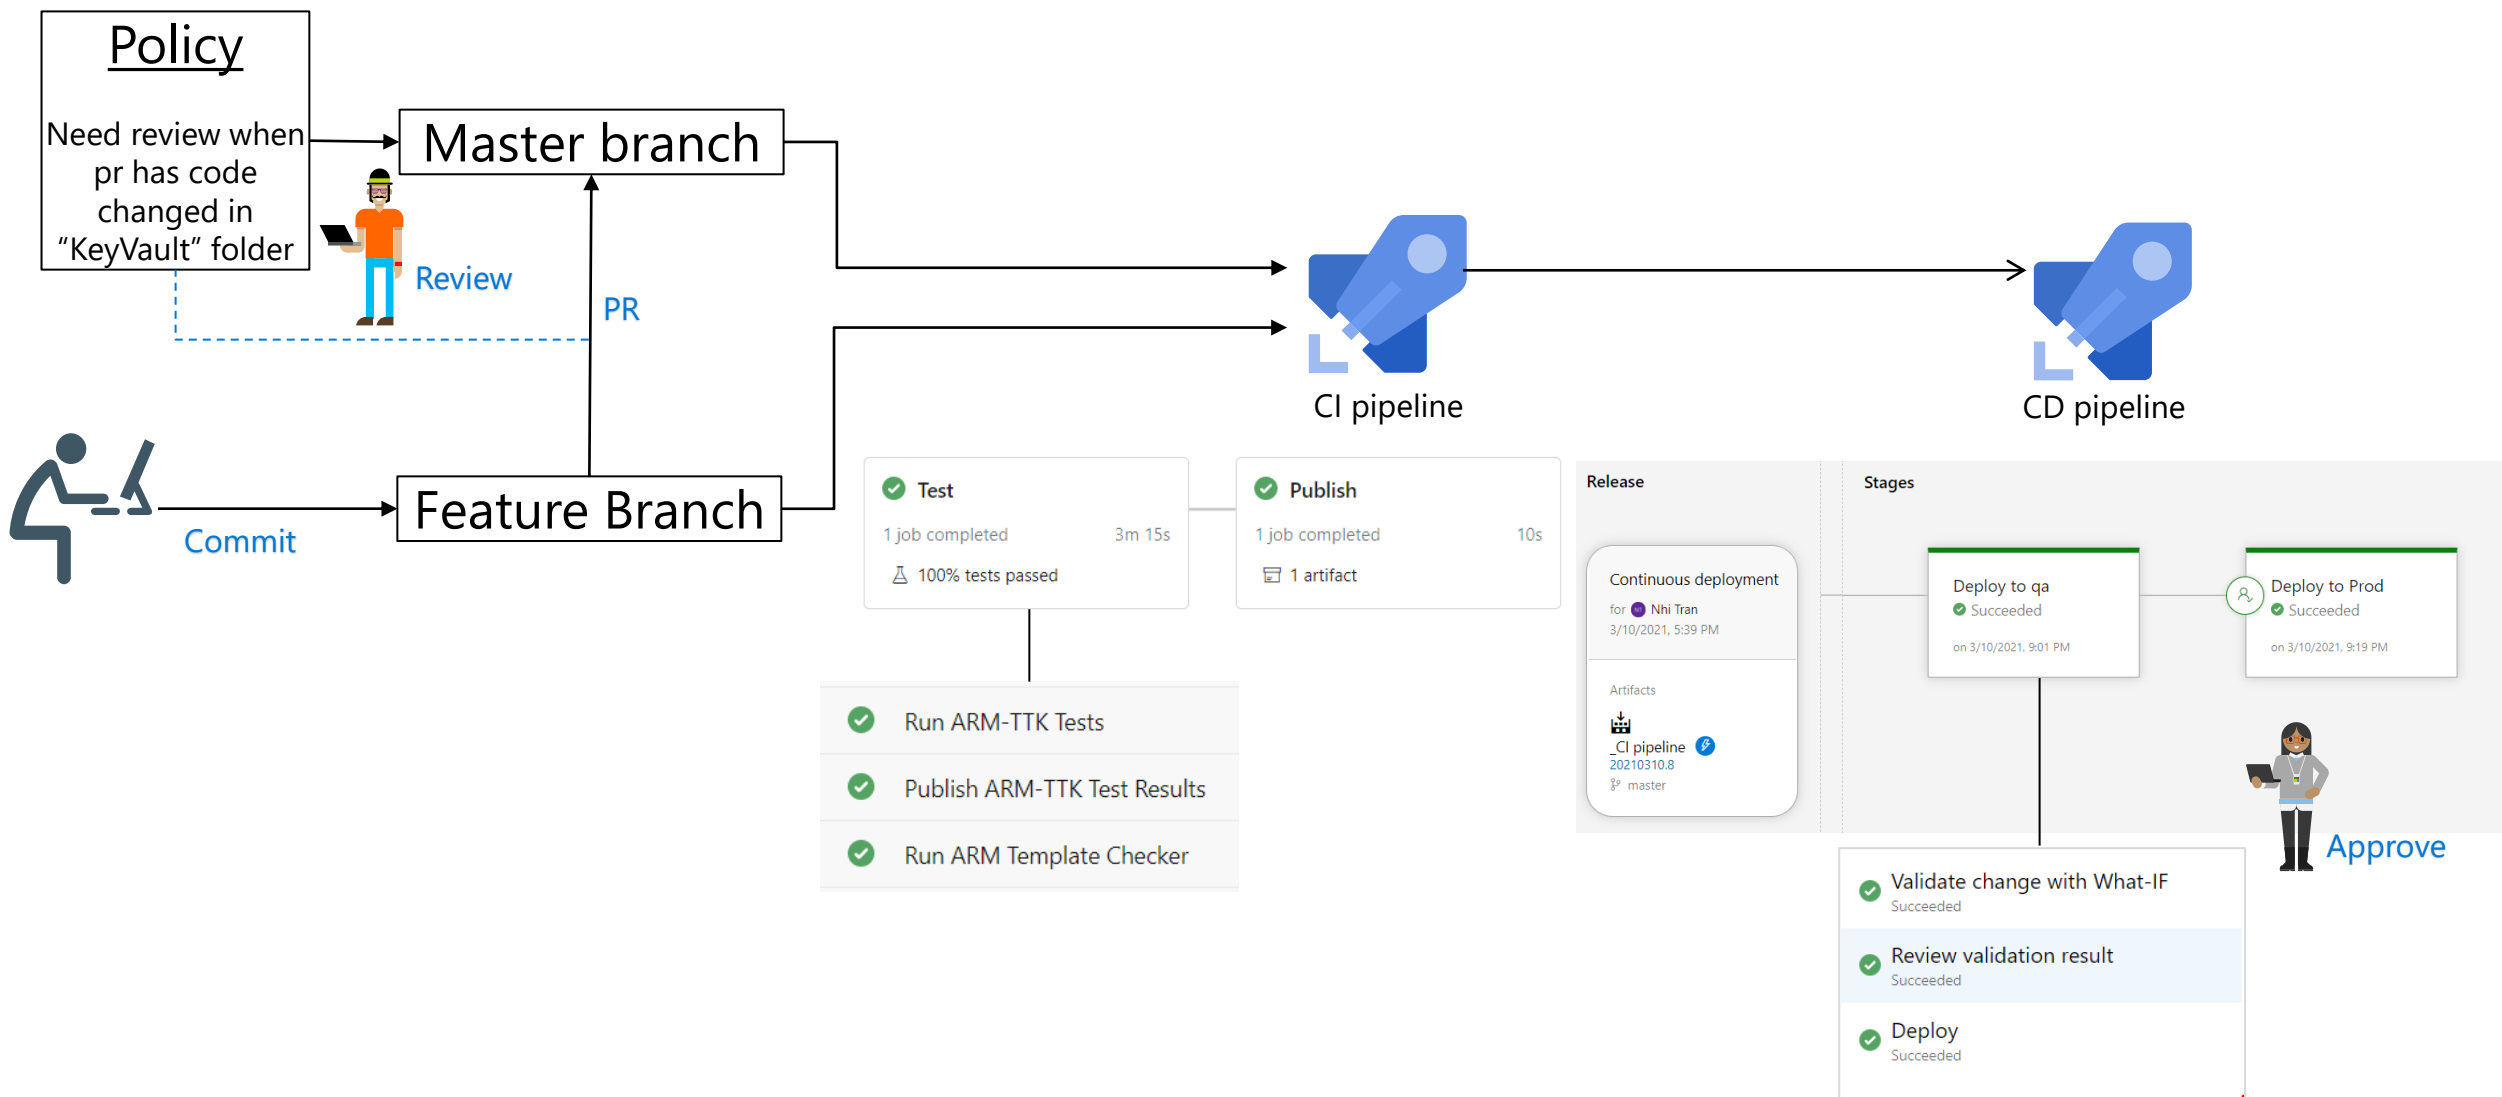 Policy
Need review when
pr has code
changed in
“KeyVault” folder
Master branch
Review
PR
Commit
Feature Branch
CI pipeline
CD pipeline
Test
1 job completed 3m 15s
100% tests passed
Publish
1 job completed 10s
1 artifact
Run ARM-TTK Tests
Publish ARM-TTK Test Results
Run ARM Template Checker
Release
Stages
Continuous deployment
for Nhi Tran
3/10/2021, 5:39 PM
Artifacts
_CI pipeline
20210310.8
master
Deploy to qa
Succeeded
on 3/10/2021, 9:01 PM
Deploy to Prod
Succeeded
on 3/10/2021, 9:19 PM
Approve
Validate change with What-IF
Succeeded
Review validation result
Succeeded
Deploy
Succeeded